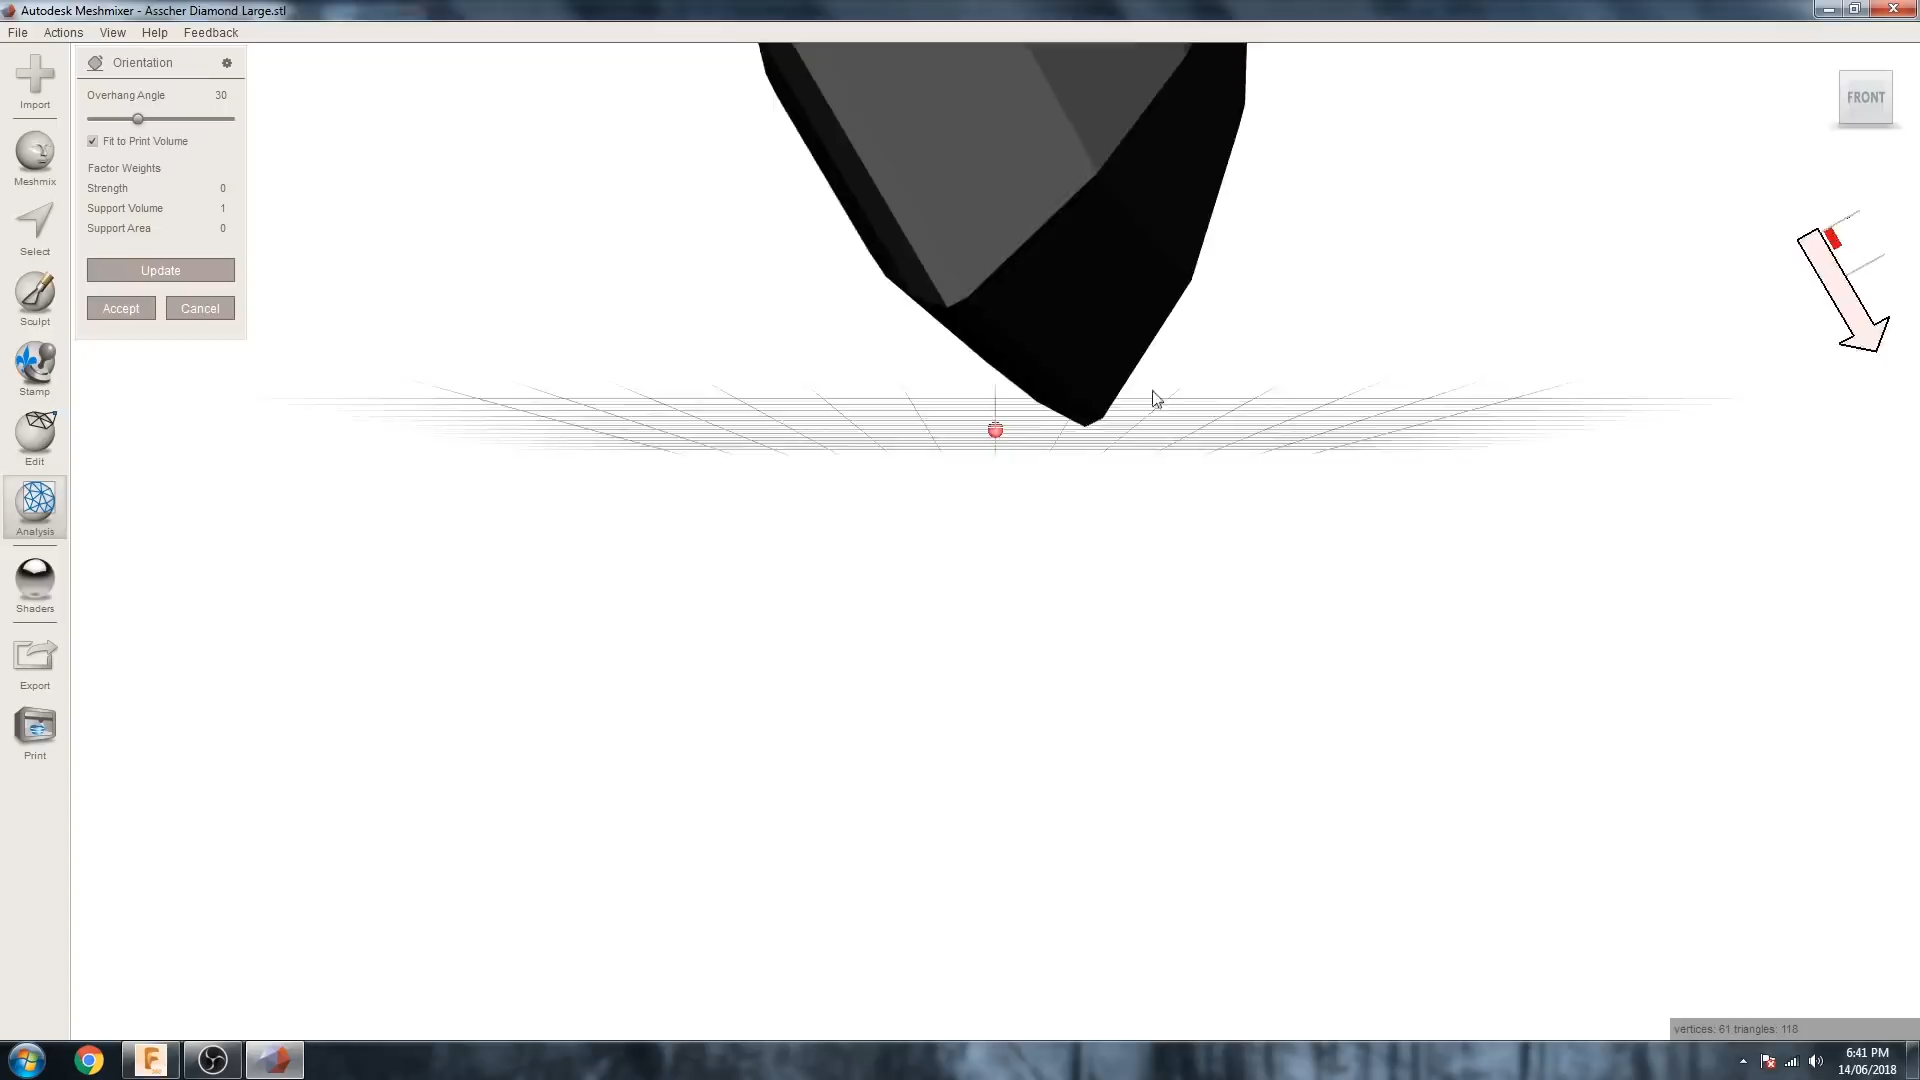 Autodesk Meshmixer - Asscher Diamond Large.stl
File Actions View Help Feedback
Import
Meshmix
Select
Sculpt
Stamp
Edit
Analysis
Shaders
Export
Print
Orientation
Overhang Angle 30
Fit to Print Volume
Factor Weights
Strength 0
Support Volume 1
Support Area 0
Update
Accept Cancel
FRONT
vertices: 61 triangles: 118
6:41 PM
14/06/2018